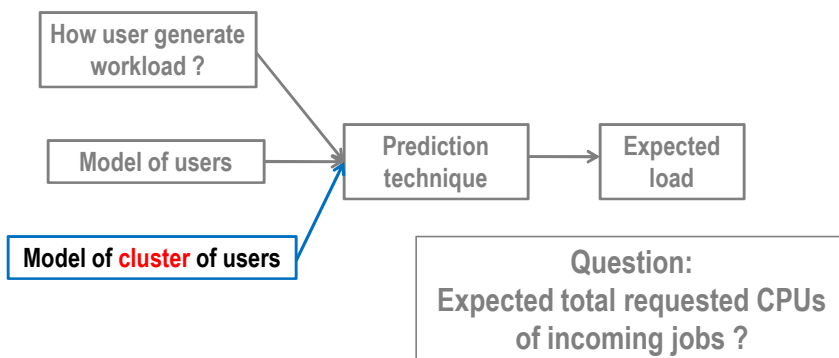 How user generate
workload ?
Model of users
Prediction
technique
Expected
load
Model of cluster of users
Question:
Expected total requested CPUs
of incoming jobs ?